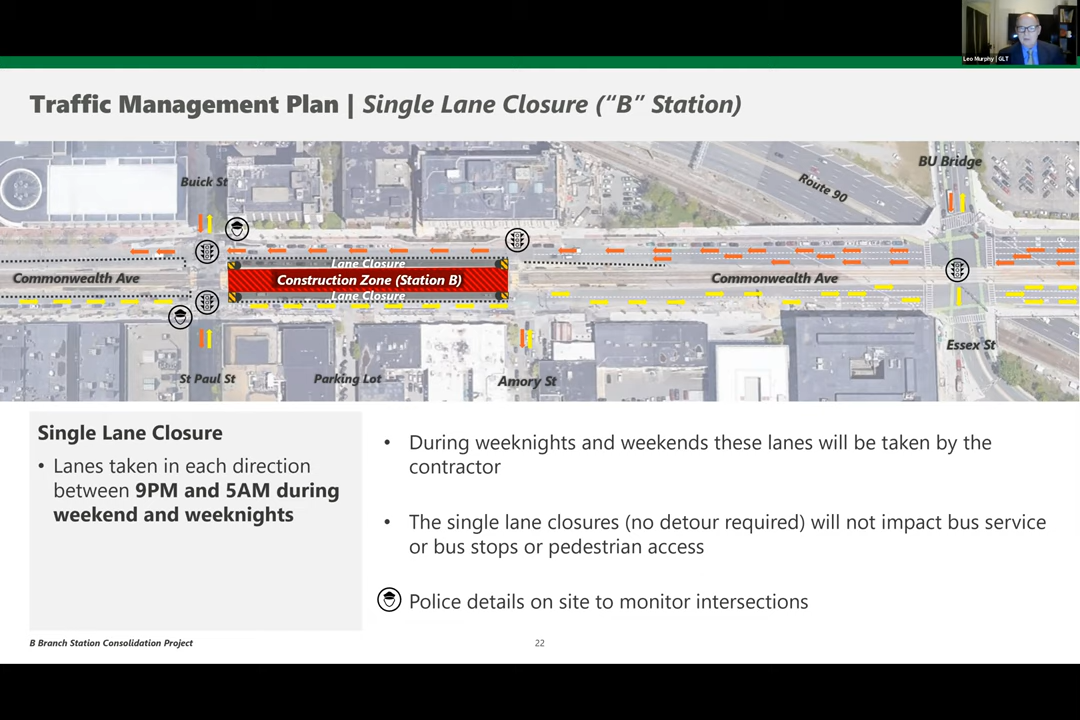 Leo Murphy | GLT
Traffic Management Plan | Single Lane Closure (“B” Station)
BU Bridge
Buick St
Route 90
Lane Closure
Commonwealth Ave
Construction Zone (Station B)
Commonwealth Ave
Lane Closure
Essex St
St Paul St
Parking Lot
Amory St
Single Lane Closure
• Lanes taken in each direction
between 9PM and 5AM during
weekend and weeknights
• During weeknights and weekends these lanes will be taken by the
contractor
• The single lane closures (no detour required) will not impact bus service
or bus stops or pedestrian access
Police details on site to monitor intersections
B Branch Station Consolidation Project
22